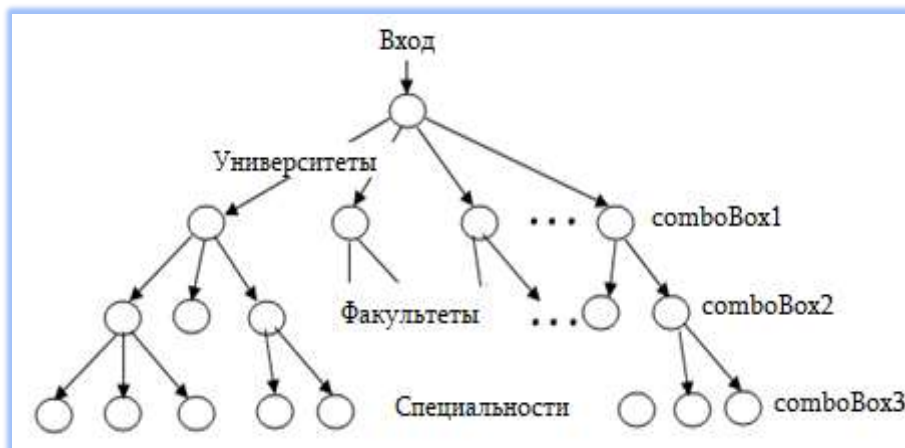 Вход
Университеты
comboBox1
comboBox2
Факультеты
Специальности
comboBox3